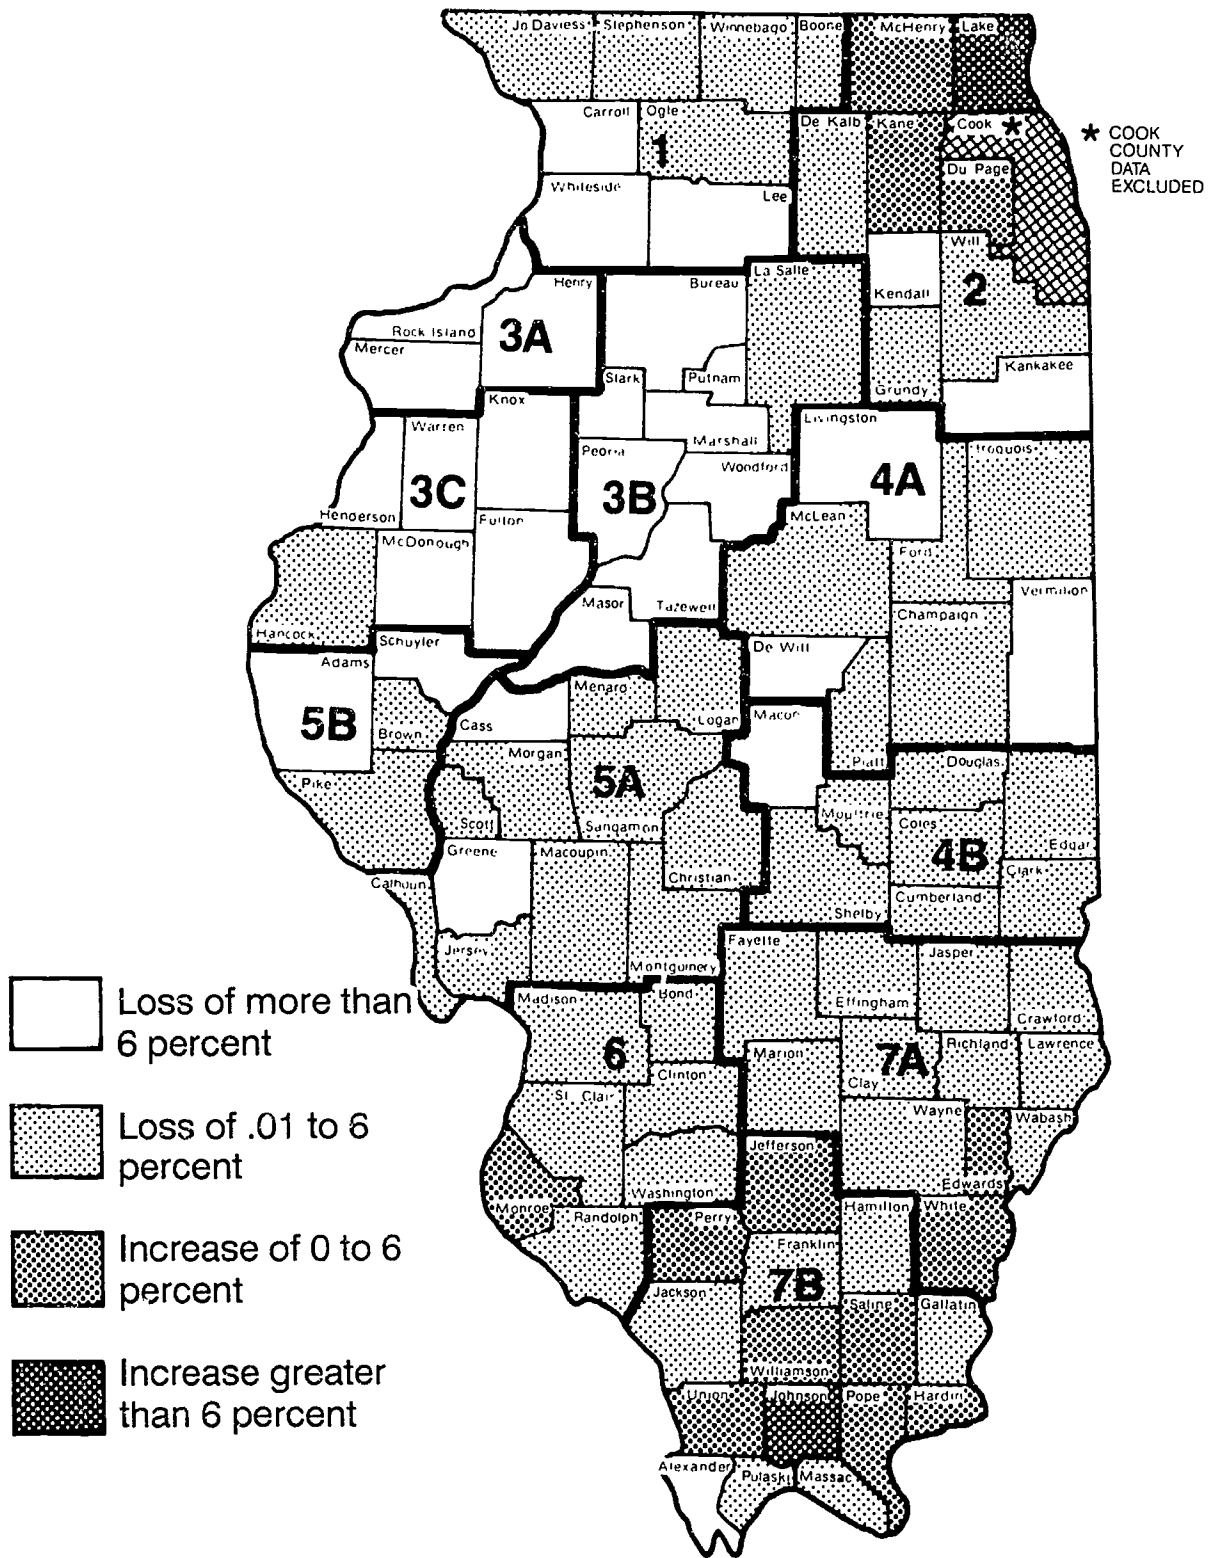 Jo Daviess
Stephenson
Winnebago
Boone
McHenry
Lake
Carroll
Ogle
De Kalb
Kane
Cook *
* COOK
COUNTY
DATA
EXCLUDED
1
Du Page
Whiteside
Lee
Will
Henry
Bureau
La Salle
Kendall
2
Rock Island
3A
Mercer
Stark
Putnam
Grundy
Kankakee
Knox
Warren
Marshall
Livingston
Iroquois
Peoria
Woodford
4A
3C
3B
Henderson
Fulton
McLean
McDonough
Ford
Mason
Tazewell
Champaign
Vermilion
Hancock
Schuyler
De Witt
Adams
Menard
Logan
Macon
5B
Brown
Cass
Morgan
Piatt
Douglas
Pike
5A
Scott
Sangamon
Moultrie
Coles
4B
Edgar
Greene
Macoupin
Christian
Clark
Calhoun
Cumberland
Shelby
Jersey
Montgomery
Fayette
Jasper
Effingham
Crawford
Madison
Bond
6
Marion
7A
Richland
Lawrence
Clinton
Clay
St. Clair
Wayne
Wabash
Jefferson
Washington
Edwards
Monroe
Randolph
Perry
Hamilton
White
Franklin
7B
Jackson
Saline
Gallatin
Williamson
Union
Johnson
Pope
Hardin
Alexander
Pulaski
Massac
Loss of more than
6 percent
Loss of .01 to 6
percent
Increase of 0 to 6
percent
Increase greater
than 6 percent